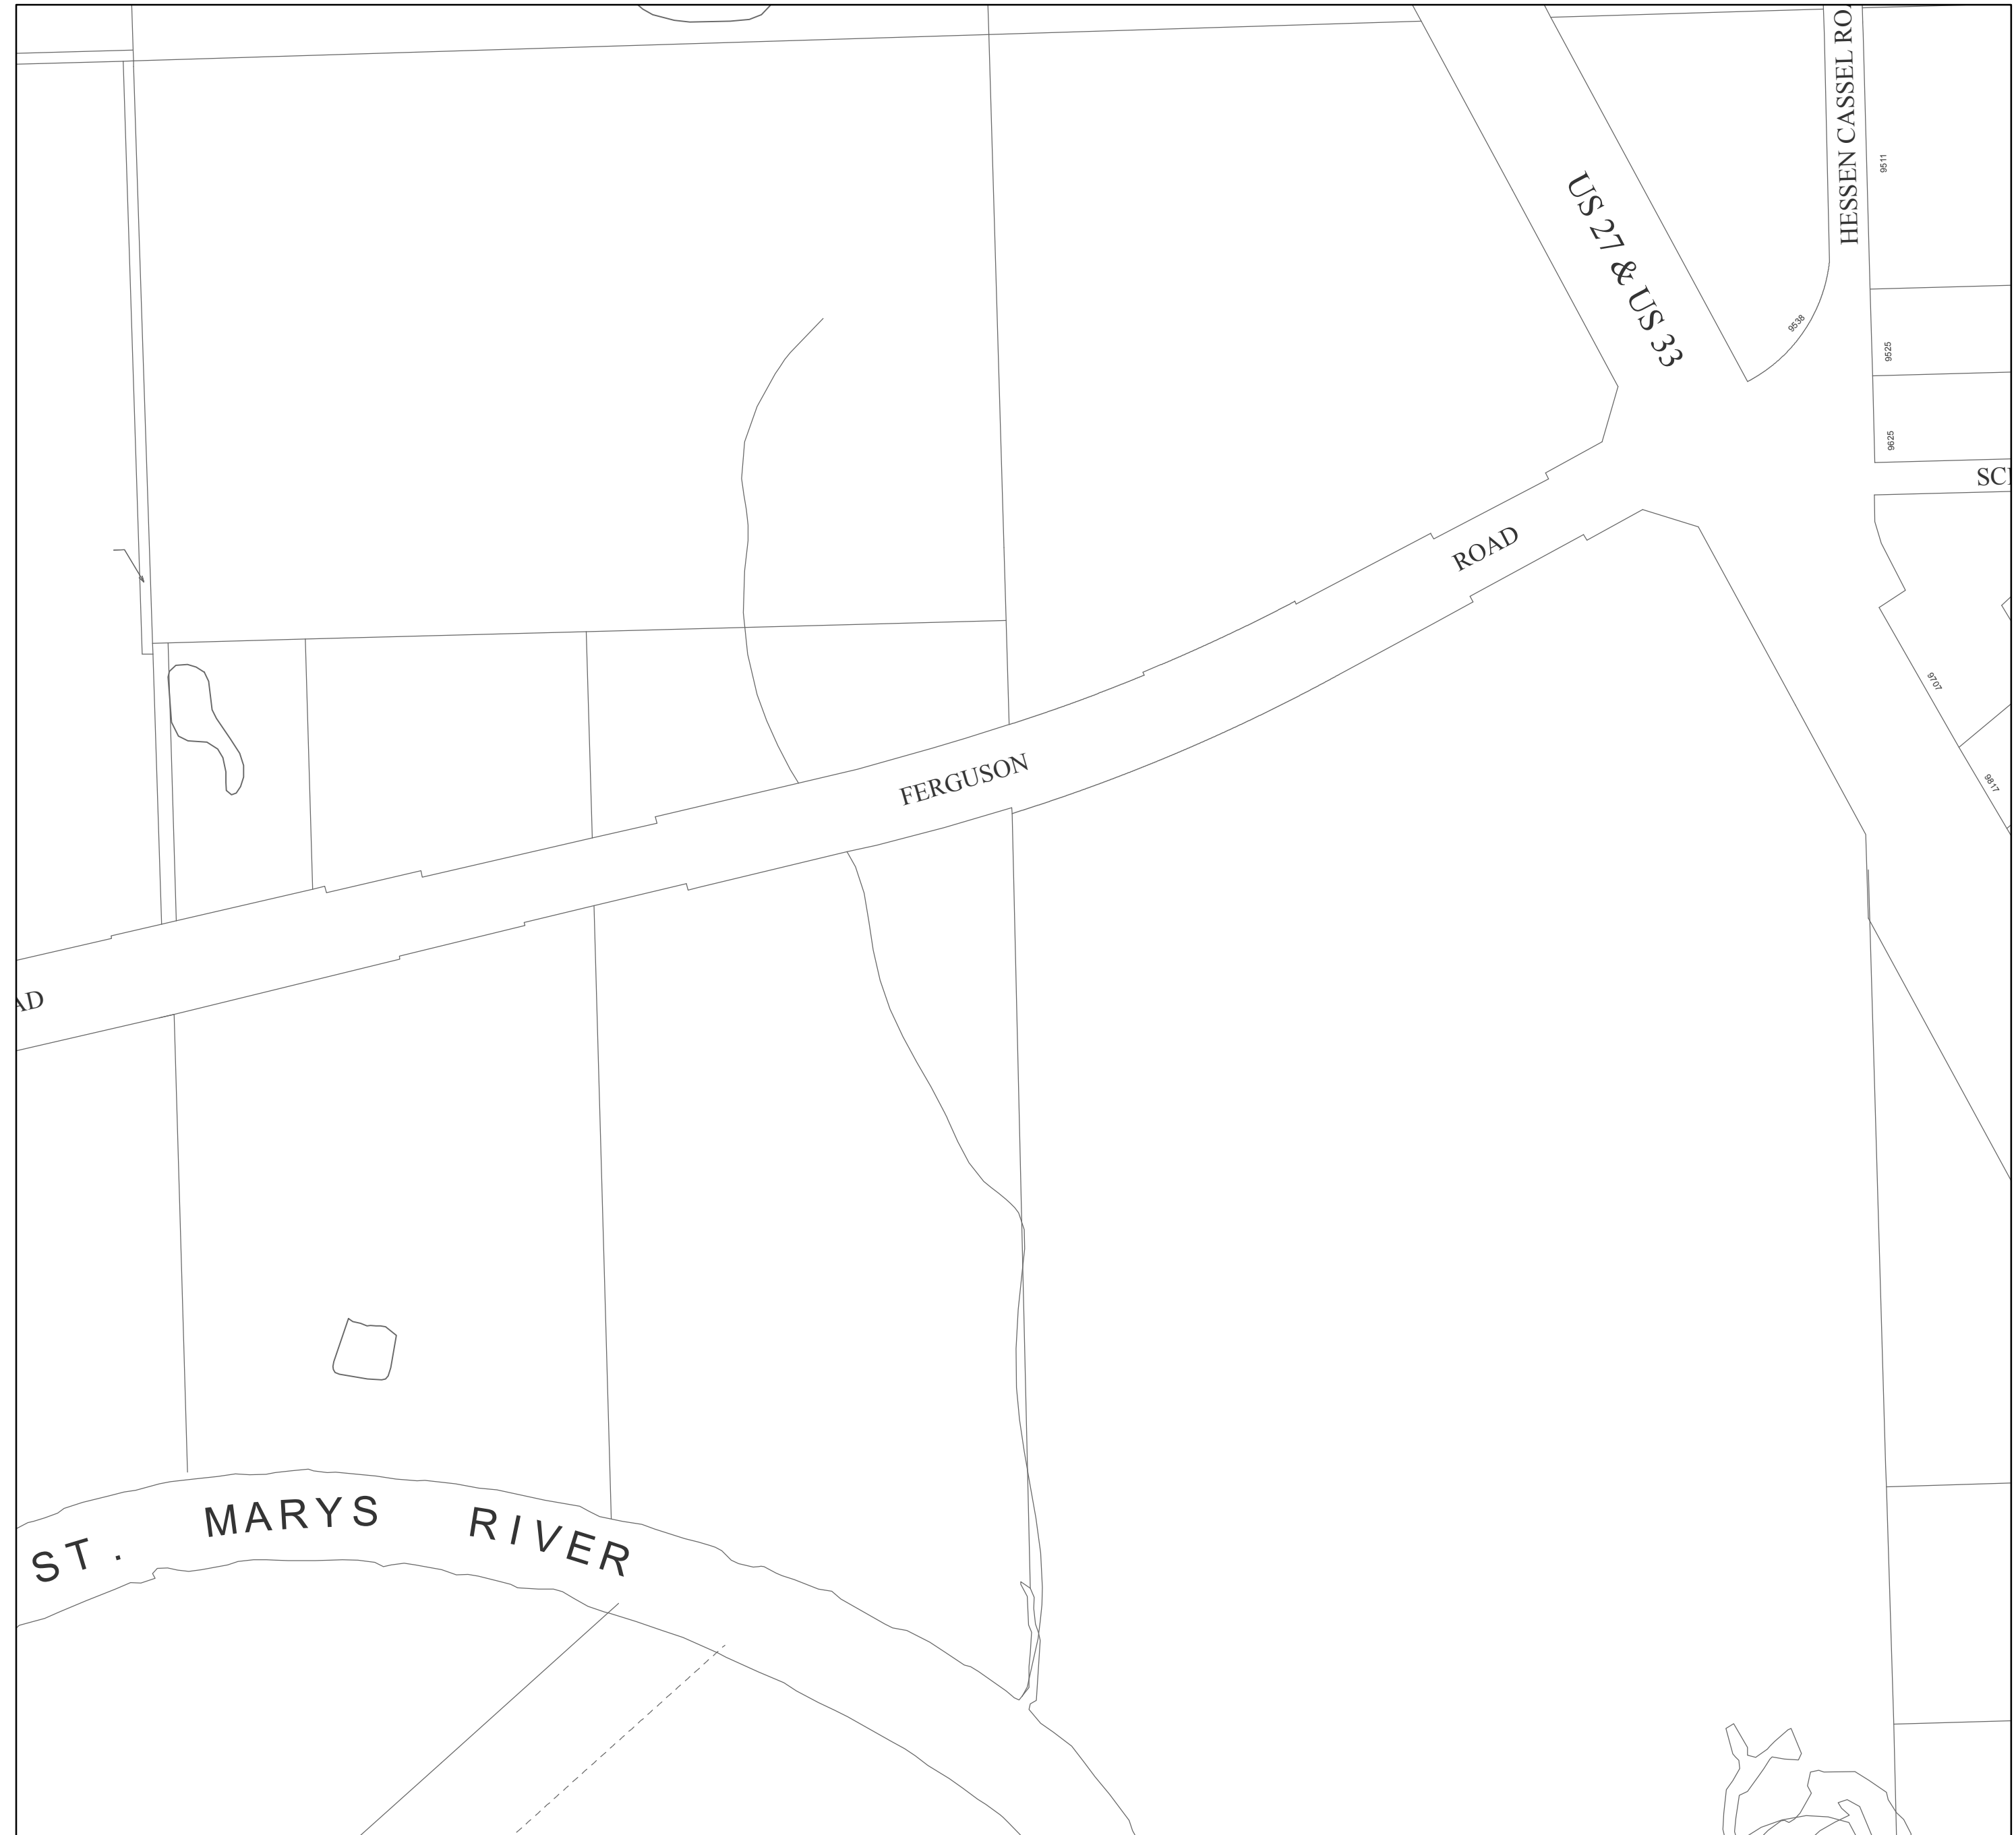 HESSEN CASSEL RO
9511
US 27 & US 33
9538
9525
9625
SC
ROAD
9707
FERGUSON
9817
AD
ST. MARYS RIVER